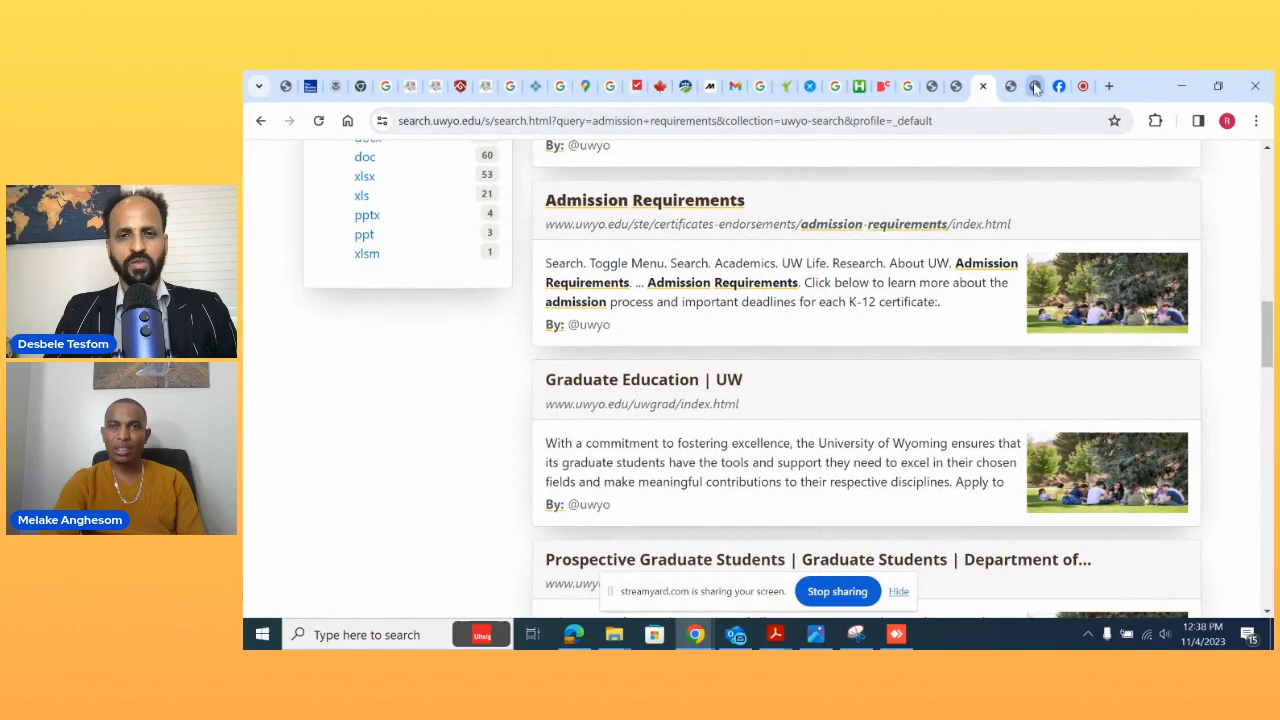 search.uwyo.edu/s/search.html?query=admission+requirements&collection=uwyo-search&profile=_default
R
docx
doc 60
xlsx 53
xls 21
pptx 4
ppt 3
xlsm 1
By: @uwyo
Admission Requirements
www.uwyo.edu/ste/certificates-endorsements/admission-requirements/index.html
Search. Toggle Menu. Search. Academics. UW Life. Research. About UW. Admission
Requirements. ... Admission Requirements. Click below to learn more about the
admission process and important deadlines for each K-12 certificate:.
By: @uwyo
Graduate Education | UW
www.uwyo.edu/uwgrad/index.html
With a commitment to fostering excellence, the University of Wyoming ensures that
its graduate students have the tools and support they need to excel in their chosen
fields and make meaningful contributions to their respective disciplines. Apply to
By: @uwyo
Prospective Graduate Students | Graduate Students | Department of...
www.uwyo
streamyard.com is sharing your screen.
Stop sharing
Hide
Type here to search
Uteig
12:38 PM
11/4/2023
15
Desbele Tesfom
Melake Anghesom